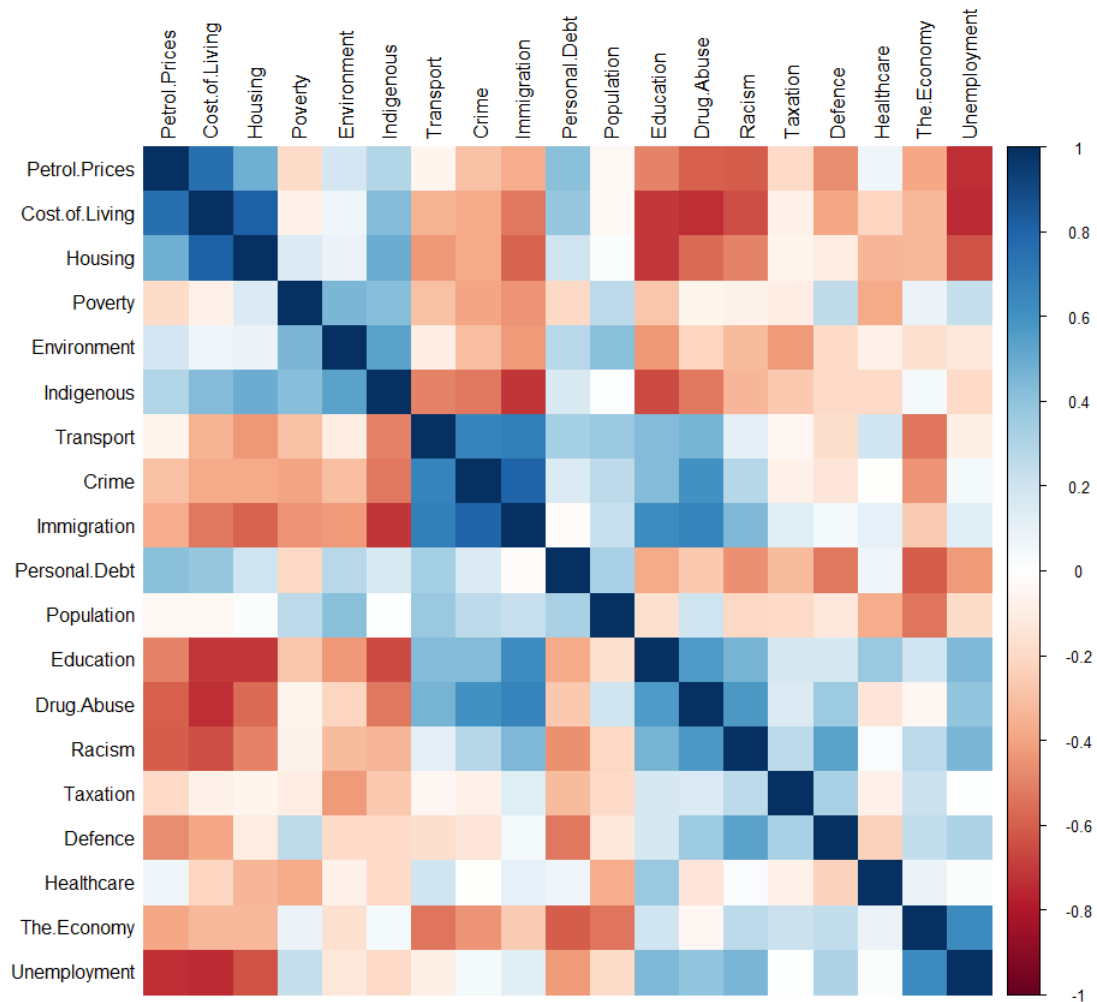 Petrol.Prices
Cost.of.Living
Housing
Poverty
Environment
Indigenous
Transport
Crime
Immigration
Personal.Debt
Population
Education
Drug.Abuse
Racism
Taxation
Defence
Healthcare
The.Economy
Unemployment
Petrol.Prices
Cost.of.Living
Housing
Poverty
Environment
Indigenous
Transport
Crime
Immigration
Personal.Debt
Population
Education
Drug.Abuse
Racism
Taxation
Defence
Healthcare
The.Economy
Unemployment
1
0.8
0.6
0.4
0.2
0
-0.2
-0.4
-0.6
-0.8
-1